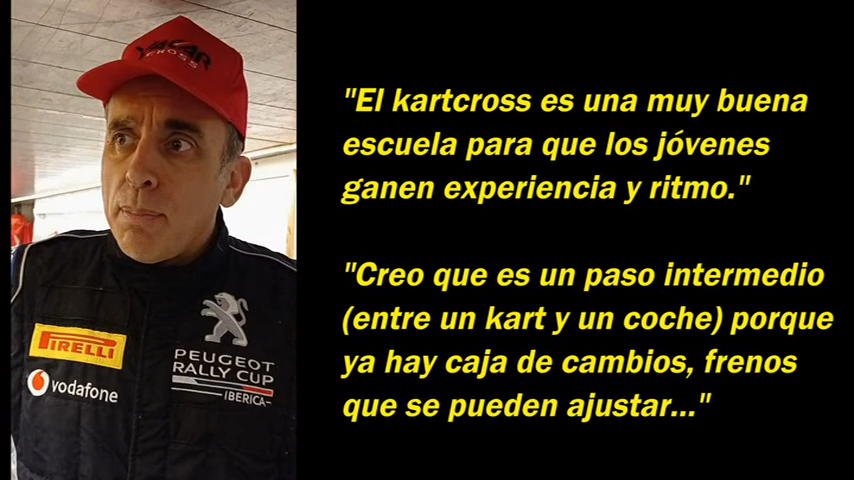 YACAR
CROSS
PIRELLI
vodafone
PEUGEOT
RALLY CUP
IBERICA
"El kartcross es una muy buena
escuela para que los jóvenes
ganen experiencia y ritmo."
"Creo que es un paso intermedio
(entre un kart y un coche) porque
ya hay caja de cambios, frenos
que se pueden ajustar..."